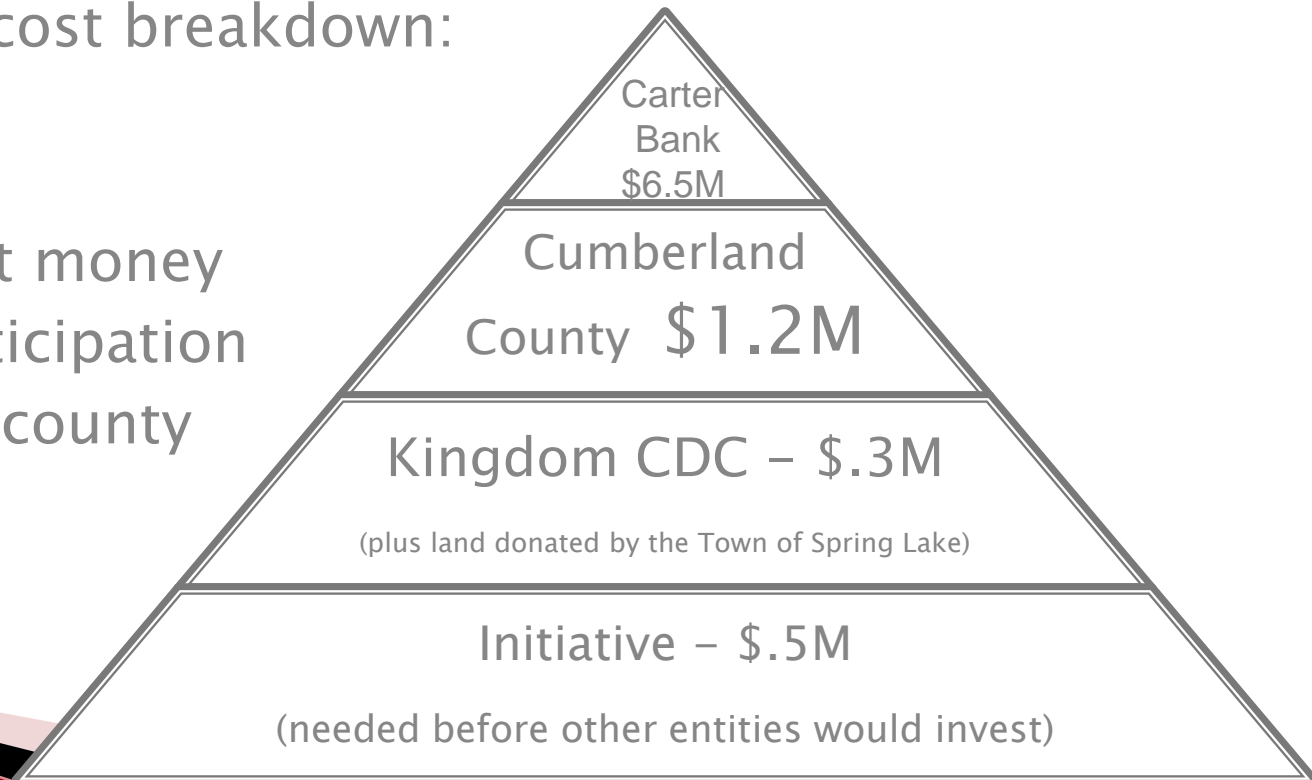 cost breakdown:
t money
ticipation
county
Carter
Bank
$6.5M
Cumberland
County $1.2M
Kingdom CDC – $.3M
(plus land donated by the Town of Spring Lake)
Initiative – $.5M
(needed before other entities would invest)